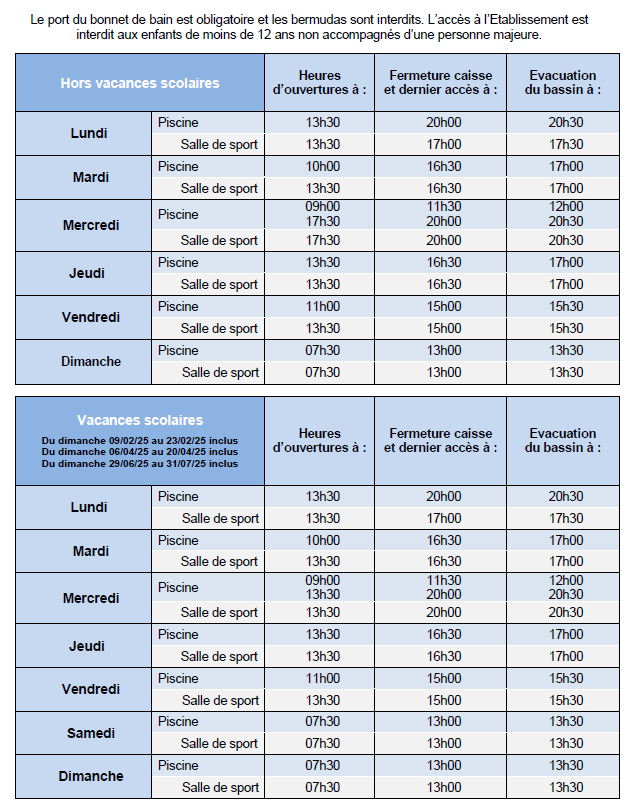 Le port du bonnet de bain est obligatoire et les bermudas sont interdits. L'accès à l'Etablissement est
interdit aux enfants de moins de 12 ans non accompagnés d'une personne majeure.
Hors vacances scolaires
Heures
d'ouvertures à :
Fermeture caisse
et dernier accès à :
Evacuation
du bassin à :
Lundi
Piscine 13h30 20h00 20h30
Salle de sport 13h30 17h00 17h30
Mardi
Piscine 10h00 16h30 17h00
Salle de sport 13h30 16h30 17h00
Mercredi
Piscine
09h00 11h30 12h00
17h30 20h00 20h30
Salle de sport 17h30 20h00 20h30
Jeudi
Piscine 13h30 16h30 17h00
Salle de sport 13h30 16h30 17h00
Vendredi
Piscine 11h00 15h00 15h30
Salle de sport 13h30 15h00 15h30
Dimanche
Piscine 07h30 13h00 13h30
Salle de sport 07h30 13h00 13h30
Vacances scolaires
Du dimanche 09/02/25 au 23/02/25 inclus
Du dimanche 06/04/25 au 20/04/25 inclus
Du dimanche 29/06/25 au 31/07/25 inclus
Heures
d'ouvertures à :
Fermeture caisse
et dernier accès à :
Evacuation
du bassin à :
Lundi
Piscine 13h30 20h00 20h30
Salle de sport 13h30 17h00 17h30
Mardi
Piscine 10h00 16h30 17h00
Salle de sport 13h00 16h30 17h00
Mercredi
Piscine
09h00 11h30 12h00
13h30 20h00 20h30
Salle de sport 13h30 20h00 20h30
Jeudi
Piscine 13h30 16h30 17h00
Salle de sport 13h30 16h30 17h00
Vendredi
Piscine 11h00 15h00 15h30
Salle de sport 13h30 15h00 15h30
Samedi
Piscine 07h30 13h00 13h30
Salle de sport 07h30 13h00 13h30
Dimanche
Piscine 07h30 13h00 13h30
Salle de sport 07h30 13h00 13h30